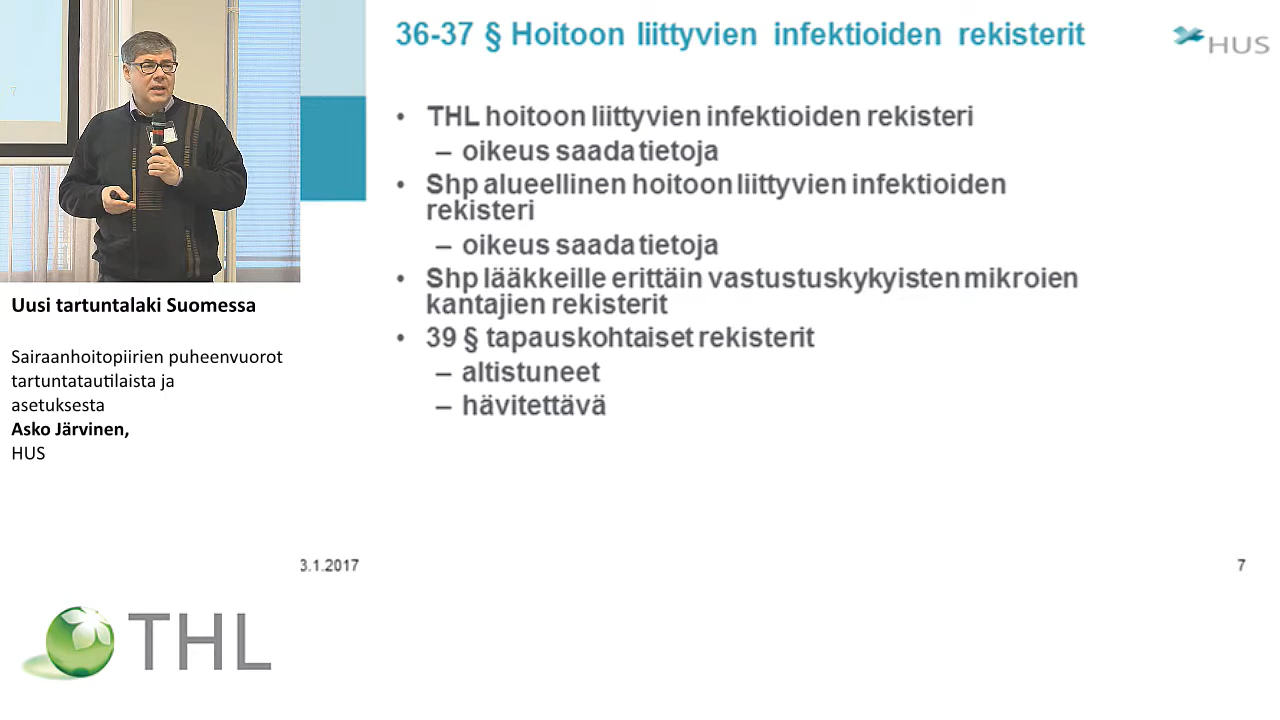 36-37 § Hoitoon liittyvien infektioiden rekisterit
HUS
• THL hoitoon liittyvien infektioiden rekisteri
– oikeus saada tietoja
• Shp alueellinen hoitoon liittyvien infektioiden
rekisteri
– oikeus saada tietoja
• Shp lääkkeille erittäin vastustuskykyisten mikroien
kantajien rekisterit
• 39 § tapauskohtaiset rekisterit
– altistuneet
– hävitettävä
Uusi tartuntalaki Suomessa
Sairaanhoitopiirien puheenvuorot
tartuntatautilaista ja
asetuksesta
Asko Järvinen,
HUS
3.1.2017
7
THL